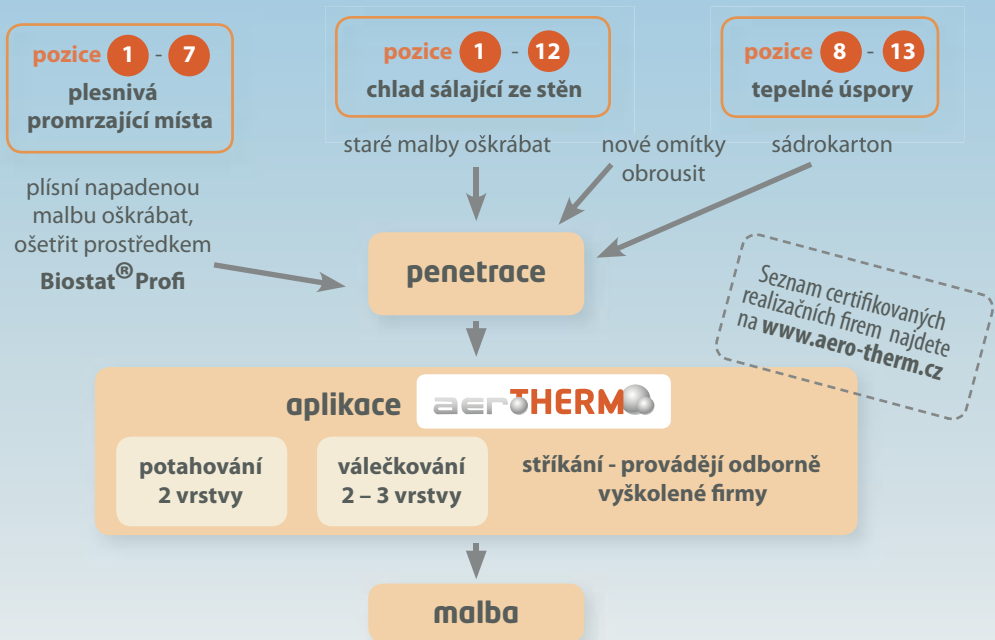 pozice 1 - 7
plesnivá
promrzající místa
pozice 1 - 12
chlad sálající ze stěn
pozice 8 - 13
tepelné úspory
plísní napadenou
malbu oškrábat,
ošetřit prostředkem
Biostat® Profi
staré malby oškrábat
nové omítky
obrousit
sádrokarton
penetrace
Seznam certifikovaných
realizačních firem najdete
na www.aero-therm.cz
aplikace aeroTHERM
potahování
2 vrstvy
válečkování
2 – 3 vrstvy
stříkání - provádějí odborně
vyškolené firmy
malba